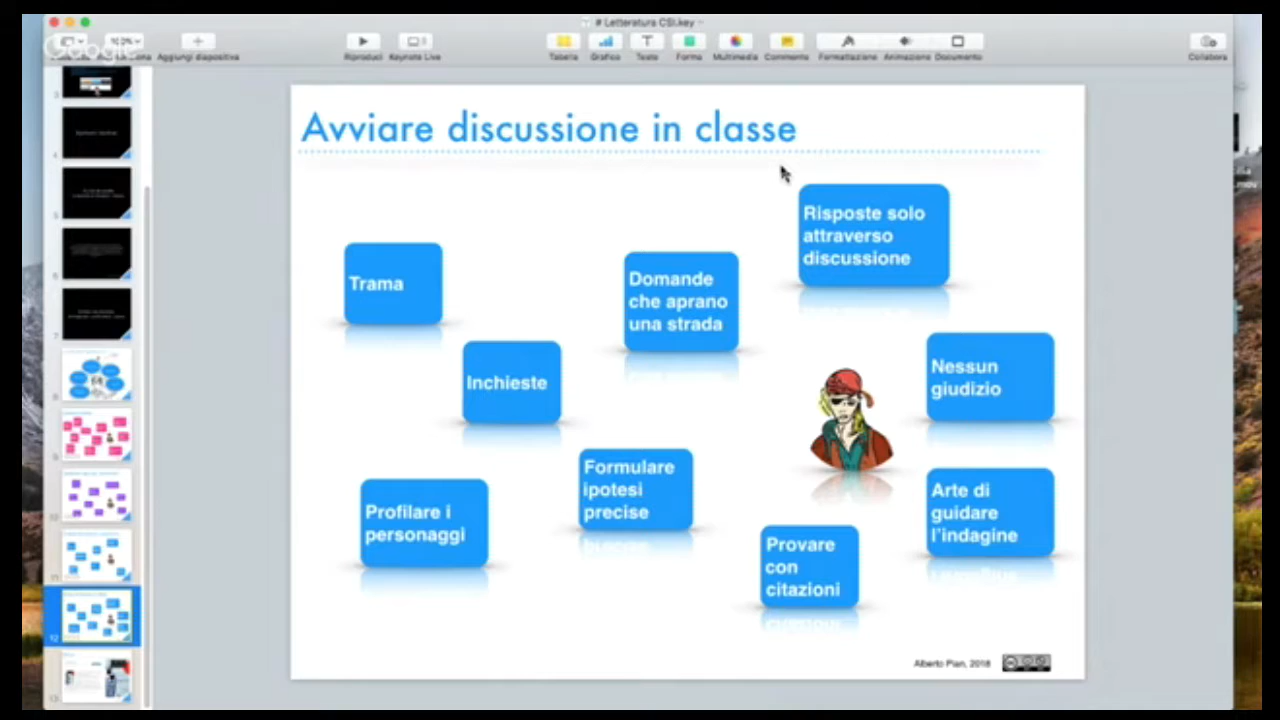 # Letteratura CSI.key
Google
Aggiungi diapositiva
Riproduci
Keynote Live
Tabella
Grafico
Testo
Forma
Multimedia
Commento
Formattazione
Animazione
Documento
Collabora
Avviare discussione in classe
Risposte solo
attraverso
discussione
Trama
Domande
che aprano
una strada
Inchieste
Nessun
giudizio
Formulare
ipotesi
precise
Profilare i
personaggi
Arte di
guidare
l'indagine
Provare
con
citazioni
Alberto Pian, 2018